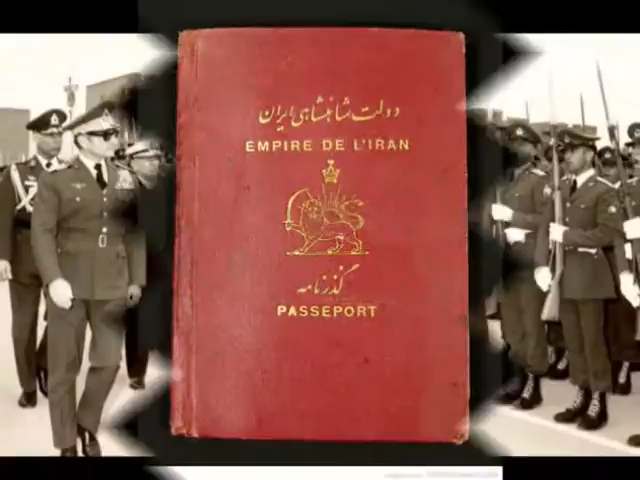 دولت شاهنشاهی ایران
EMPIRE DE L'IRAN
گذرنامه
PASSEPORT